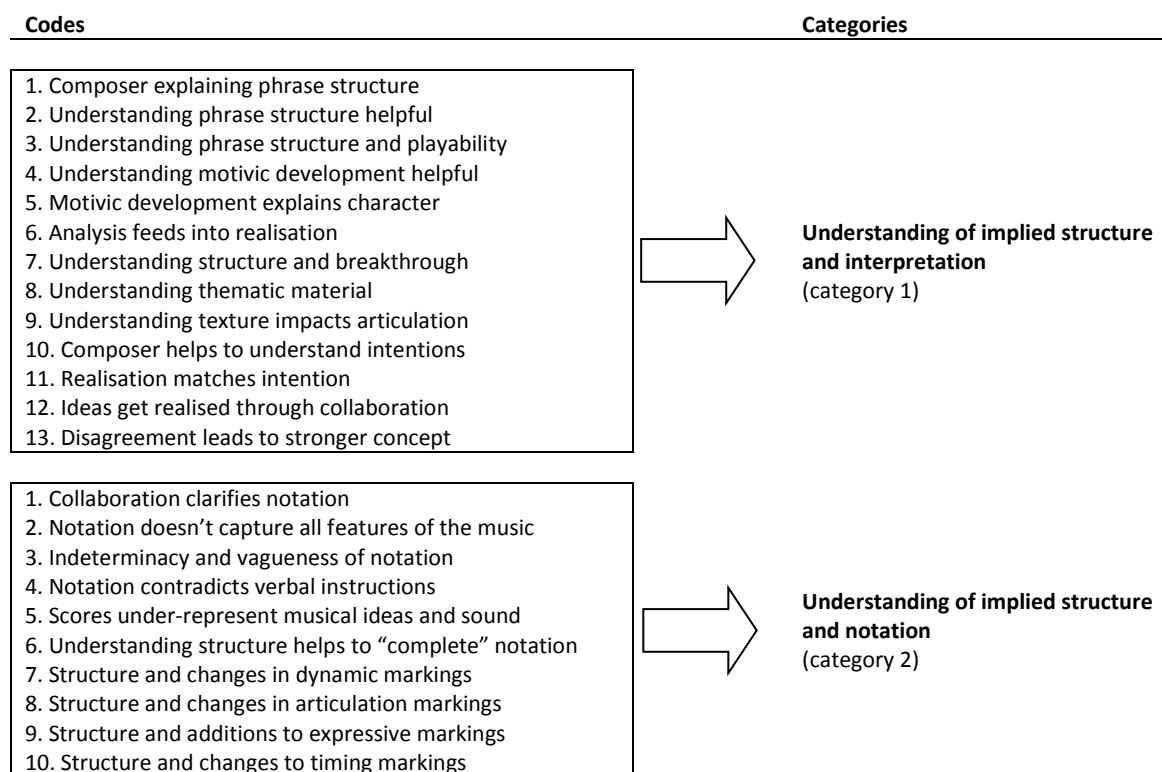 Codes
Categories
1. Composer explaining phrase structure
2. Understanding phrase structure helpful
3. Understanding phrase structure and playability
4. Understanding motivic development helpful
5. Motivic development explains character
6. Analysis feeds into realisation
7. Understanding structure and breakthrough
8. Understanding thematic material
9. Understanding texture impacts articulation
10. Composer helps to understand intentions
11. Realisation matches intention
12. Ideas get realised through collaboration
13. Disagreement leads to stronger concept
Understanding of implied structure
and interpretation
(category 1)
1. Collaboration clarifies notation
2. Notation doesn’t capture all features of the music
3. Indeterminacy and vagueness of notation
4. Notation contradicts verbal instructions
5. Scores under-represent musical ideas and sound
6. Understanding structure helps to “complete” notation
7. Structure and changes in dynamic markings
8. Structure and changes in articulation markings
9. Structure and additions to expressive markings
10. Structure and changes to timing markings
Understanding of implied structure
and notation
(category 2)